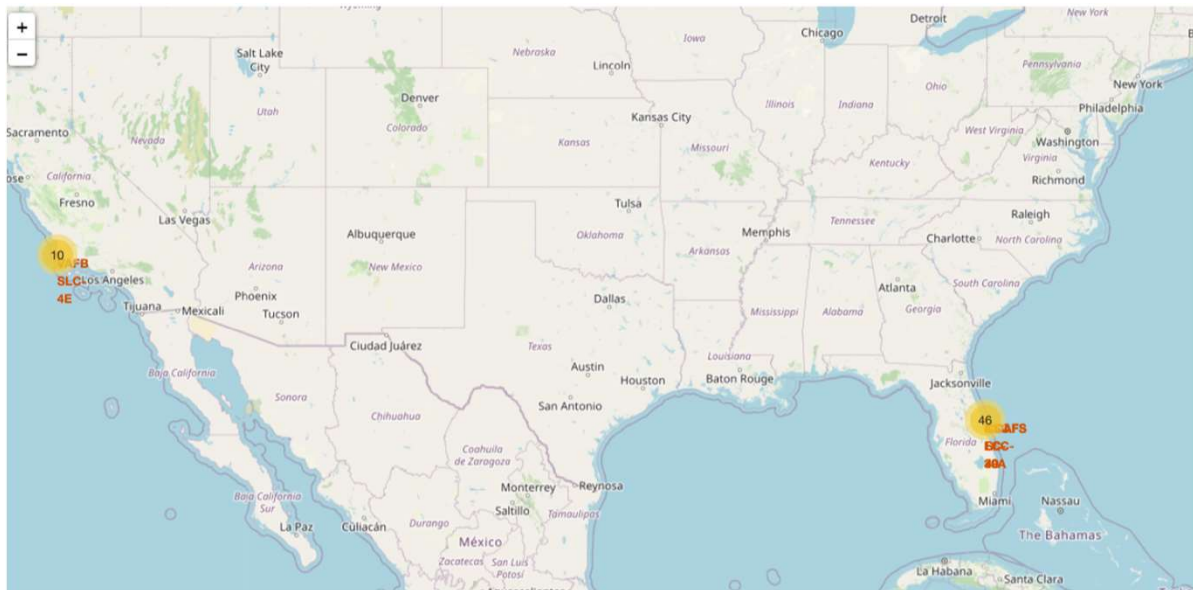 +
−
Wyoming
Salt Lake
City
Nebraska
Iowa
Lincoln
Chicago
Detroit
New York
Pennsylvania
New York
Philadelphia
Denver
Utah
Colorado
Illinois
Indiana
Ohio
Sacramento
Nevada
Kansas City
Kansas
Missouri
West Virginia
Washington
Virginia
Richmond
Kentucky
ose
California
Fresno
Las Vegas
Tulsa
Raleigh
Albuquerque
Oklahoma
Memphis
Tennessee
Charlotte
North Carolina
10
Arizona
New Mexico
Arkansas
SLC-
Los Angeles
4E
Phoenix
Tucson
Tijuana
Mexicali
Dallas
Mississippi
Alabama
Atlanta
Georgia
South Carolina
Ciudad Juárez
Texas
Louisiana
Baja California
Austin
Houston
Baton Rouge
Jacksonville
Sonora
San Antonio
Chihuahua
46
Florida
Coahuila
de Zaragoza
Monterrey
Reynosa
Saltillo
Tamaulipas
Miami
Nassau
Baja California
Sur
La Paz
Culiacán
Durango
México
The Bahamas
Zacatecas
San Luis
Potosí
La Habana
Santa Clara